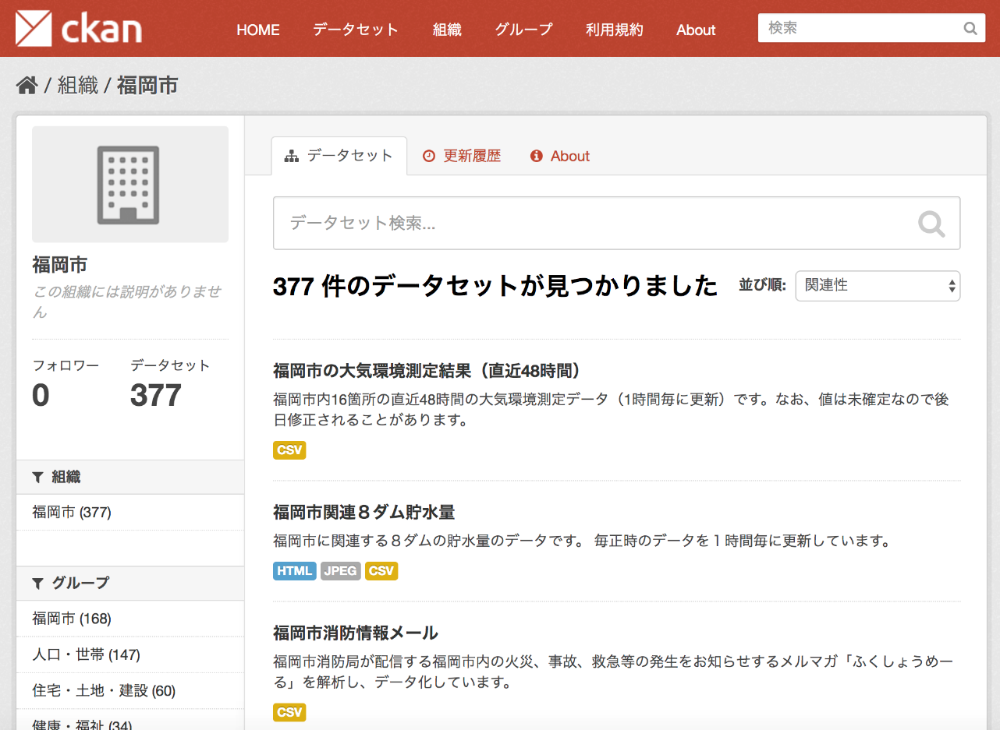 ckan
HOME データセット 組織 グループ 利用規約 About 検索
/ 組織 / 福岡市
福岡市
この組織には説明がありませ
ん
フォロワー データセット
0 377
組織
福岡市 (377)
グループ
福岡市 (168)
人口・世帯 (147)
住宅・土地・建設 (60)
健康・福祉 (34)
データセット 更新履歴 About
データセット検索...
377 件のデータセットが見つかりました 並び順: 関連性
福岡市の大気環境測定結果（直近48時間）
福岡市内16箇所の直近48時間の大気環境測定データ（1時間毎に更新）です。なお、値は未確定なので後
日修正されることがあります。
CSV
福岡市関連８ダム貯水量
福岡市に関連する８ダムの貯水量のデータです。 毎正時のデータを１時間毎に更新しています。
HTML JPEG CSV
福岡市消防情報メール
福岡市消防局が配信する福岡市内の火災、事故、救急等の発生をお知らせするメルマガ「ふくしょうめー
る」を解析し、データ化しています。
CSV